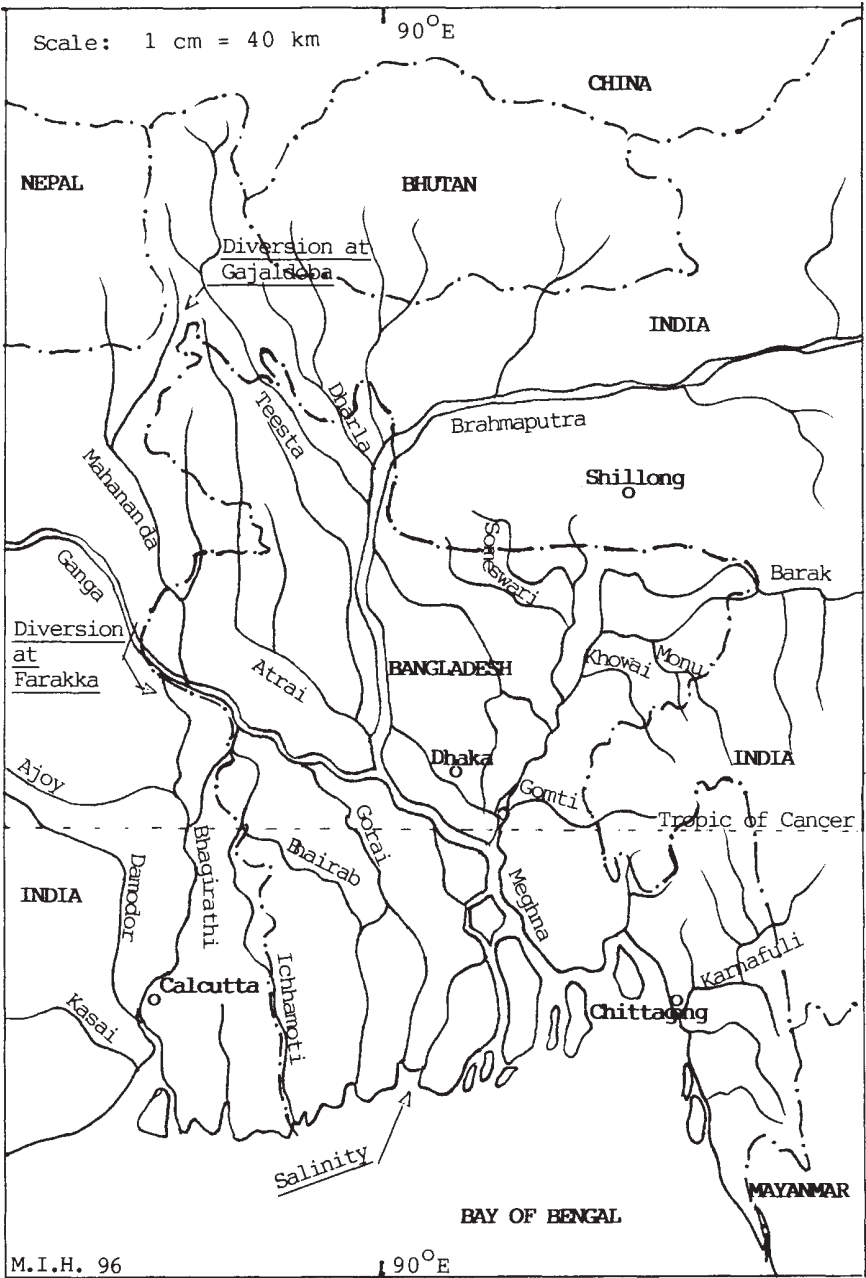 90°E
Scale: 1 cm = 40 km
CHINA
NEPAL
BHUTAN
Diversion at
Gajaldoba
INDIA
Teesta
Dharla
Brahmaputra
Mahananda
Shillong
Someswari
Ganga
Barak
Diversion
at
Farakka
Atrai
BANGLADESH
Khowai
Monu
Dhaka
INDIA
Ajoy
Gomti
Gorai
Tropic of Cancer
Bhairab
INDIA
Damodor
Bhagirathi
Meghna
Ichhamoti
Karnafuli
Calcutta
Kasai
Chittagong
Salinity
MAYANMAR
BAY OF BENGAL
M.I.H. 96
90°E